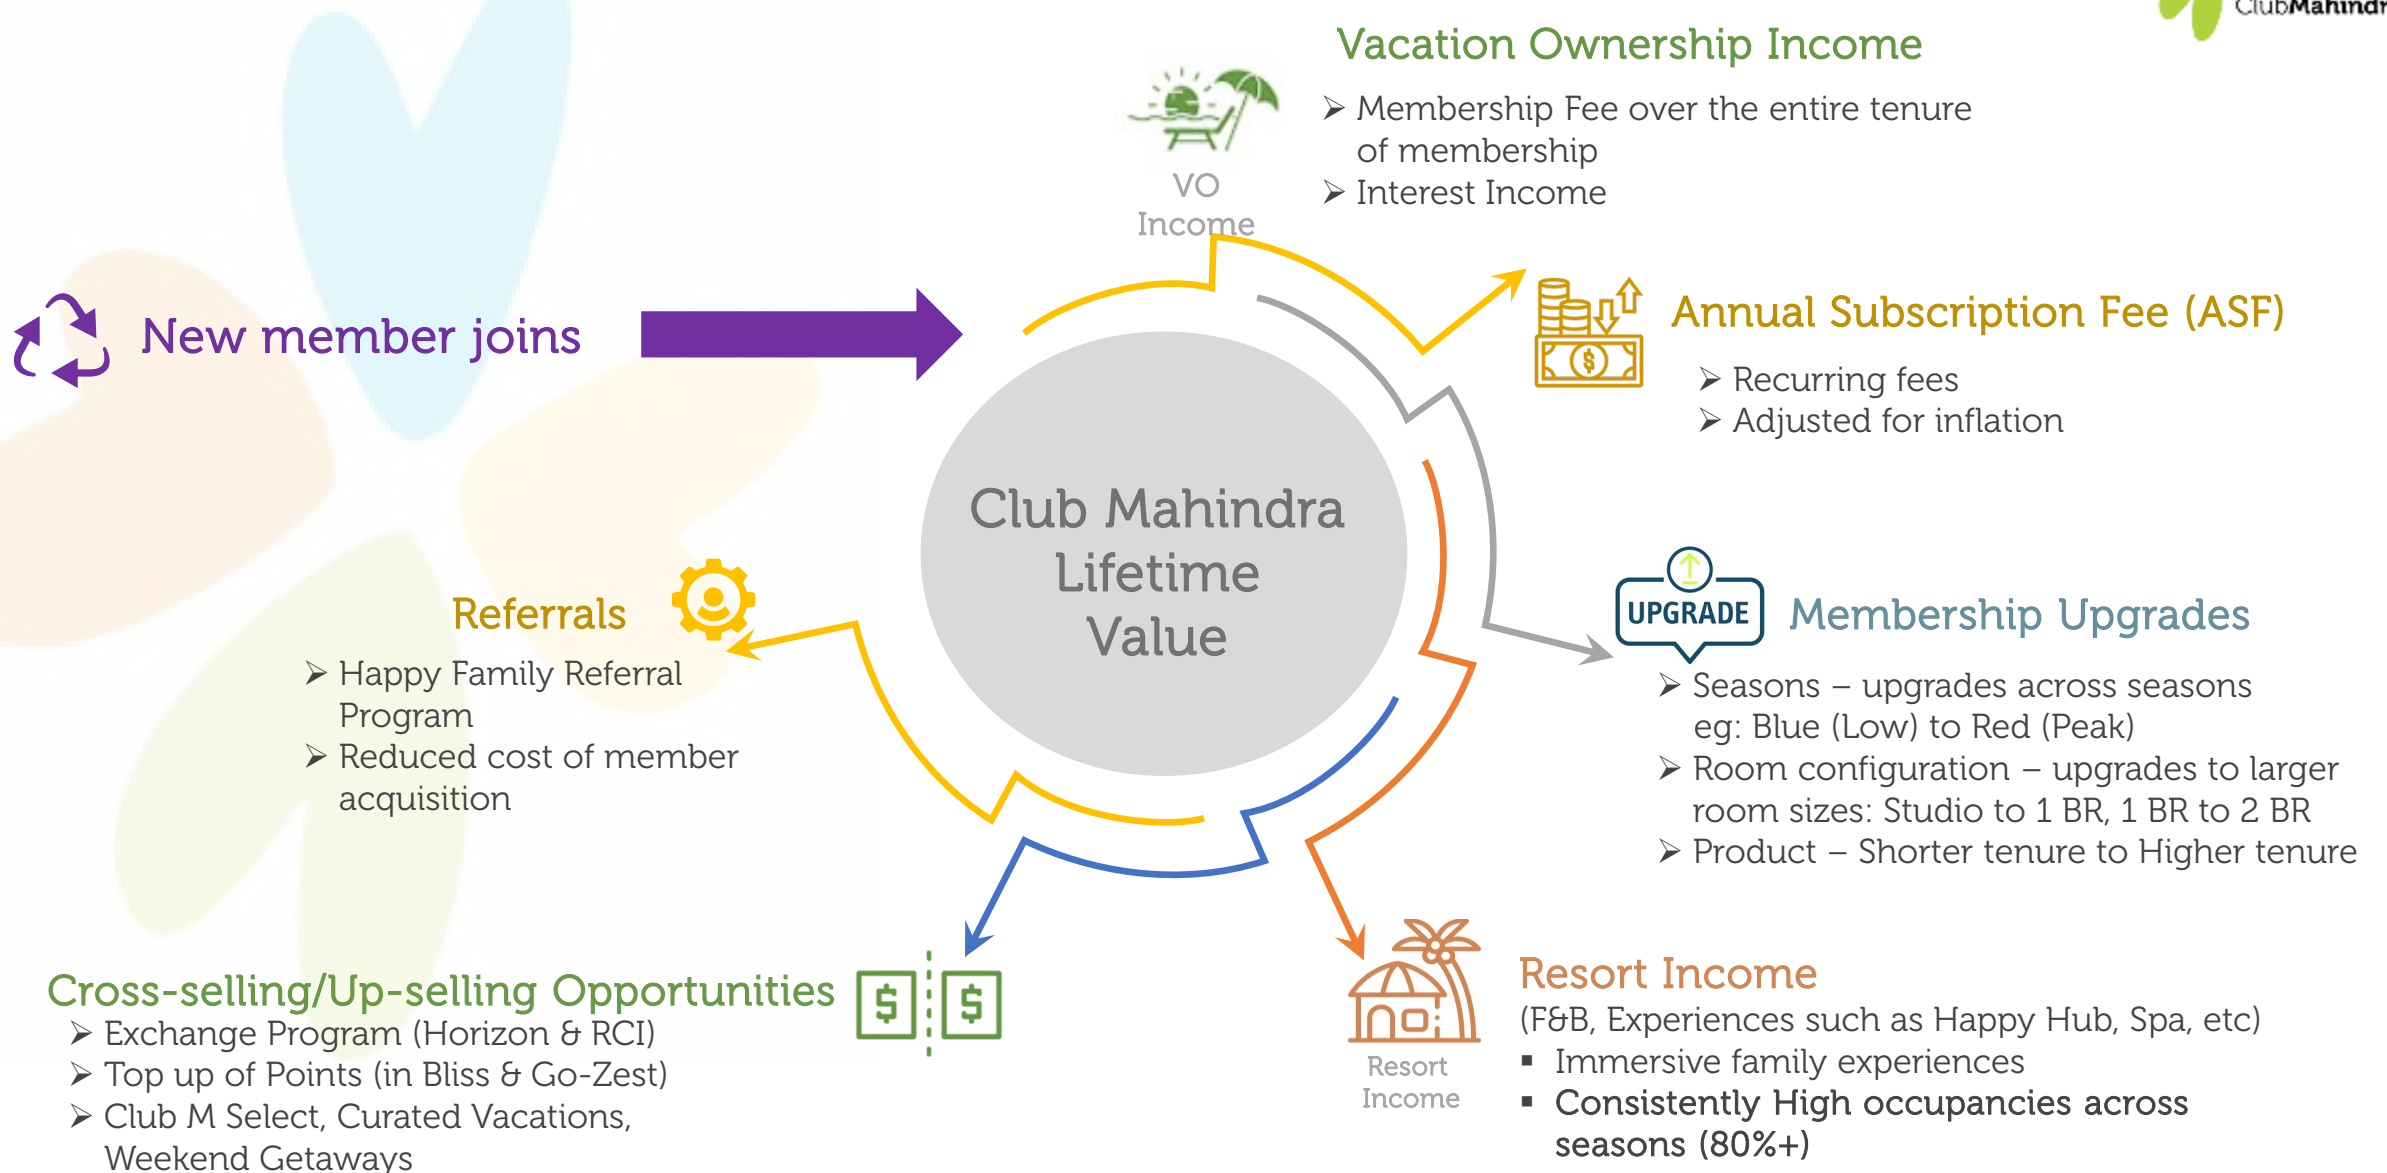 ClubMahindra
Vacation Ownership Income
➢ Membership Fee over the entire tenure
of membership
➢ Interest Income
VO
Income
New member joins
Annual Subscription Fee (ASF)
➢ Recurring fees
➢ Adjusted for inflation
Club Mahindra
Lifetime
Value
UPGRADE
Membership Upgrades
➢ Seasons – upgrades across seasons
eg: Blue (Low) to Red (Peak)
➢ Room configuration – upgrades to larger
room sizes: Studio to 1 BR, 1 BR to 2 BR
➢ Product – Shorter tenure to Higher tenure
Referrals
➢ Happy Family Referral
Program
➢ Reduced cost of member
acquisition
Cross-selling/Up-selling Opportunities
➢ Exchange Program (Horizon & RCI)
➢ Top up of Points (in Bliss & Go-Zest)
➢ Club M Select, Curated Vacations,
Weekend Getaways
$ $
Resort
Income
Resort Income
(F&B, Experiences such as Happy Hub, Spa, etc)
▪ Immersive family experiences
▪ Consistently High occupancies across
seasons (80%+)